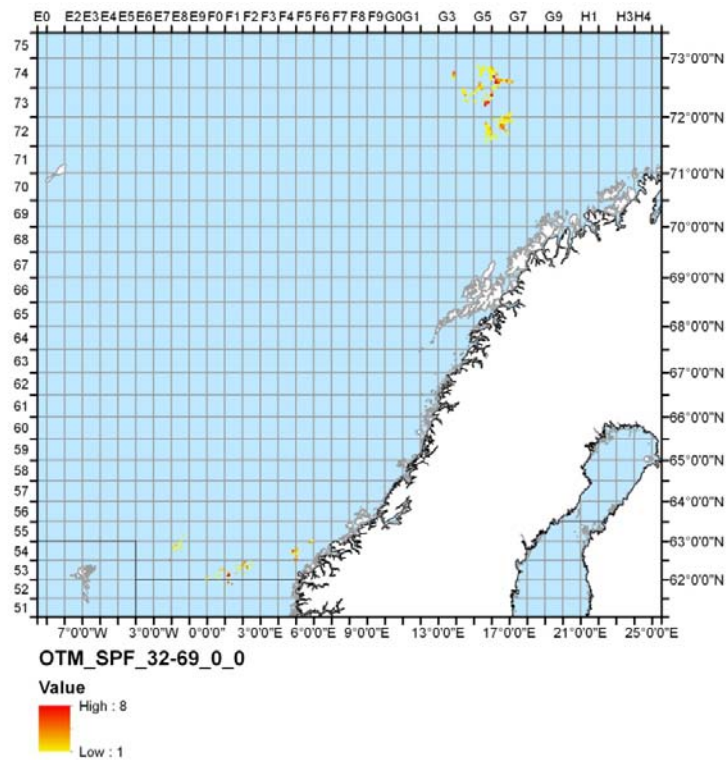 E0 E2 E3 E4 E5 E6 E7 E8 E9 F0 F1 F2 F3 F4 F5 F6 F7 F8 F9 G0 G1 G3 G5 G7 G9 H1 H3 H4
75
74
73
72
71
70
69
68
67
66
65
64
63
62
61
60
59
58
57
56
55
54
53
52
51
73°0'0"N
72°0'0"N
71°0'0"N
70°0'0"N
69°0'0"N
68°0'0"N
67°0'0"N
66°0'0"N
65°0'0"N
64°0'0"N
63°0'0"N
62°0'0"N
7°0'0"W 3°0'0"W 0°0'0" 3°0'0"E 6°0'0"E 9°0'0"E 13°0'0"E 17°0'0"E 21°0'0"E 25°0'0"E
OTM_SPF_32-69_0_0
Value
High : 8
Low : 1